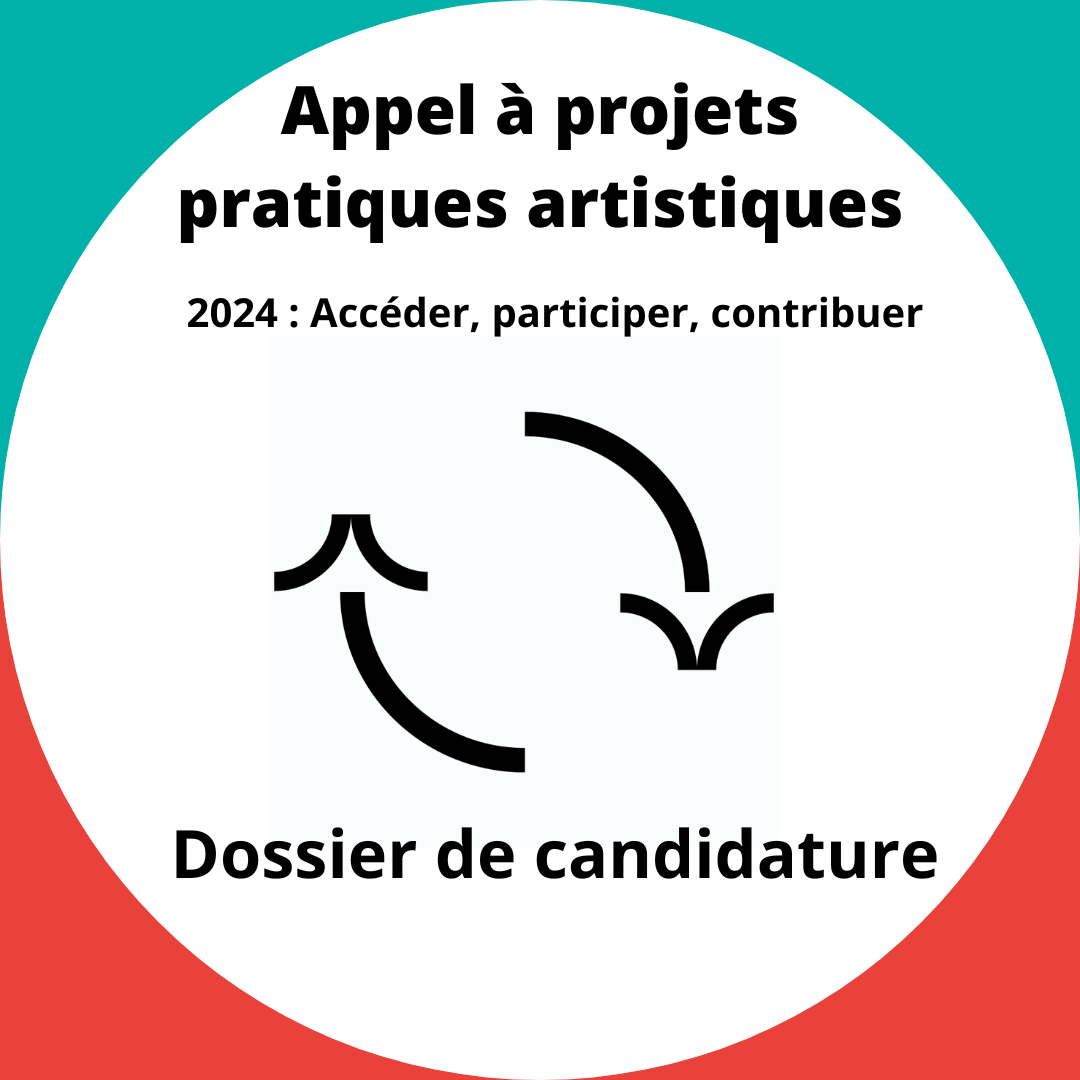 Appel à projets
pratiques artistiques
2024 : Accéder, participer, contribuer
Dossier de candidature